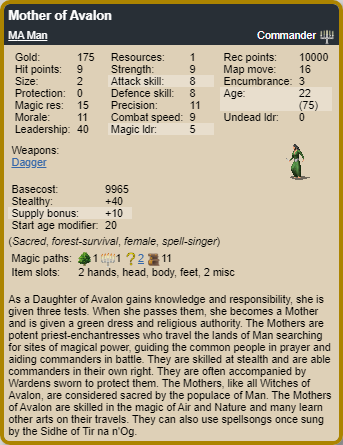 Mother of Avalon
MA Man Commander
Gold: 175 Resources: 1 Rec points: 10000
Hit points: 9 Strength: 9 Map move: 16
Size: 2 Attack skill: 8 Encumbrance: 3
Protection: 0 Defence skill: 8 Age: 22
Magic res: 15 Precision: 11 (75)
Morale: 11 Combat speed: 9 Undead ldr: 0
Leadership: 40 Magic ldr: 5
Weapons:
Dagger
Basecost: 9965
Stealthy: +40
Supply bonus: +10
Start age modifier: 20
(Sacred, forest-survival, female, spell-singer)
Magic paths: 1 1 ? 2 11
Item slots: 2 hands, head, body, feet, 2 misc
As a Daughter of Avalon gains knowledge and responsibility, she is
given three tests. When she passes them, she becomes a Mother
and is given a green dress and religious authority. The Mothers are
potent priest-enchantresses who travel the lands of Man searching
for sites of magical power, guiding the common people in prayer and
aiding commanders in battle. They are skilled at stealth and are able
commanders in their own right. They are often accompanied by
Wardens sworn to protect them. The Mothers, like all Witches of
Avalon, are considered sacred by the populace of Man. The Mothers
of Avalon are skilled in the magic of Air and Nature and many learn
other arts on their travels. They can also use spellsongs once sung
by the Sidhe of Tir na n'Og.